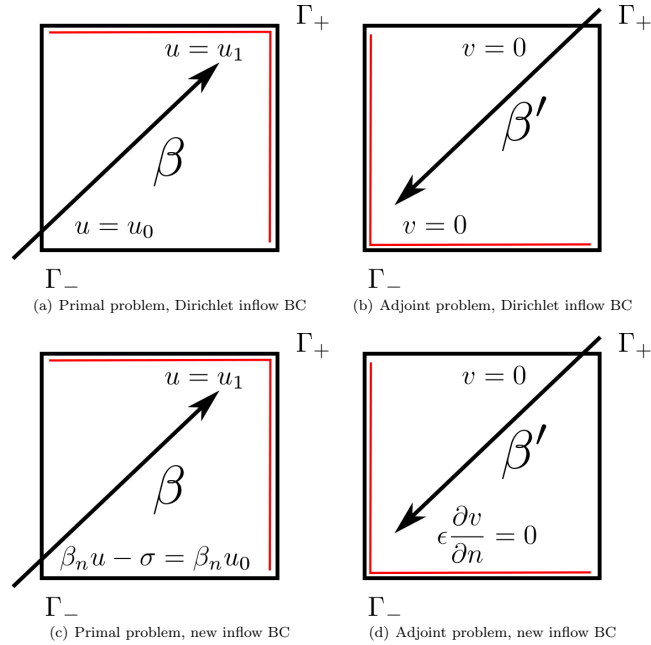 Γ₊ Γ₊
u = u₁ v = 0
β β′
u = u₀ v = 0
Γ₋ Γ₋
(a) Primal problem, Dirichlet inflow BC (b) Adjoint problem, Dirichlet inflow BC
Γ₊ Γ₊
u = u₁ v = 0
β β′
βₙu − σ = βₙu₀ ϵ ∂v/∂n = 0
Γ₋ Γ₋
(c) Primal problem, new inflow BC (d) Adjoint problem, new inflow BC